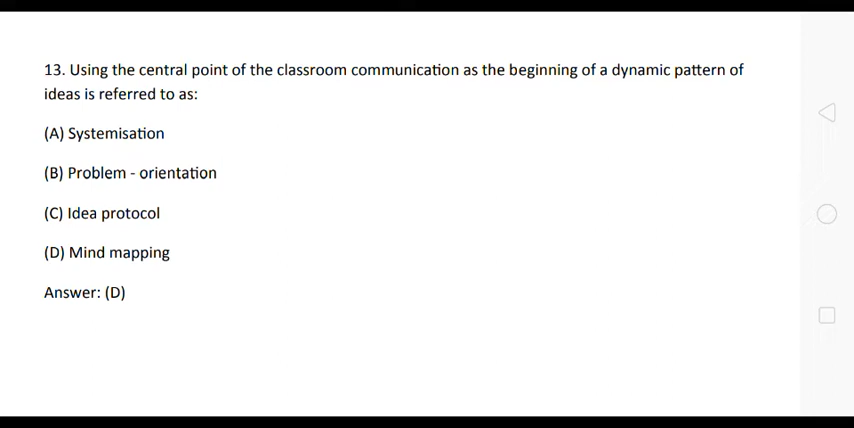 13. Using the central point of the classroom communication as the beginning of a dynamic pattern of
ideas is referred to as:
(A) Systemisation
(B) Problem - orientation
(C) Idea protocol
(D) Mind mapping
Answer: (D)